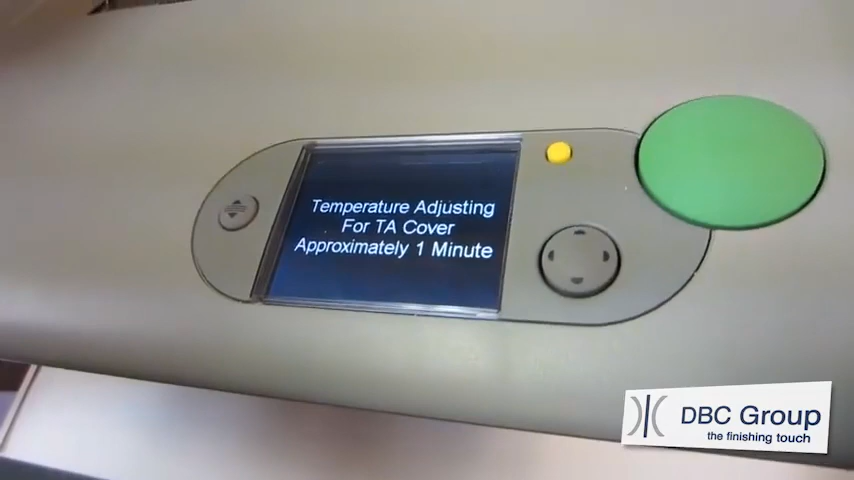 Temperature Adjusting
For TA Cover
Approximately 1 Minute
DBC Group
the finishing touch